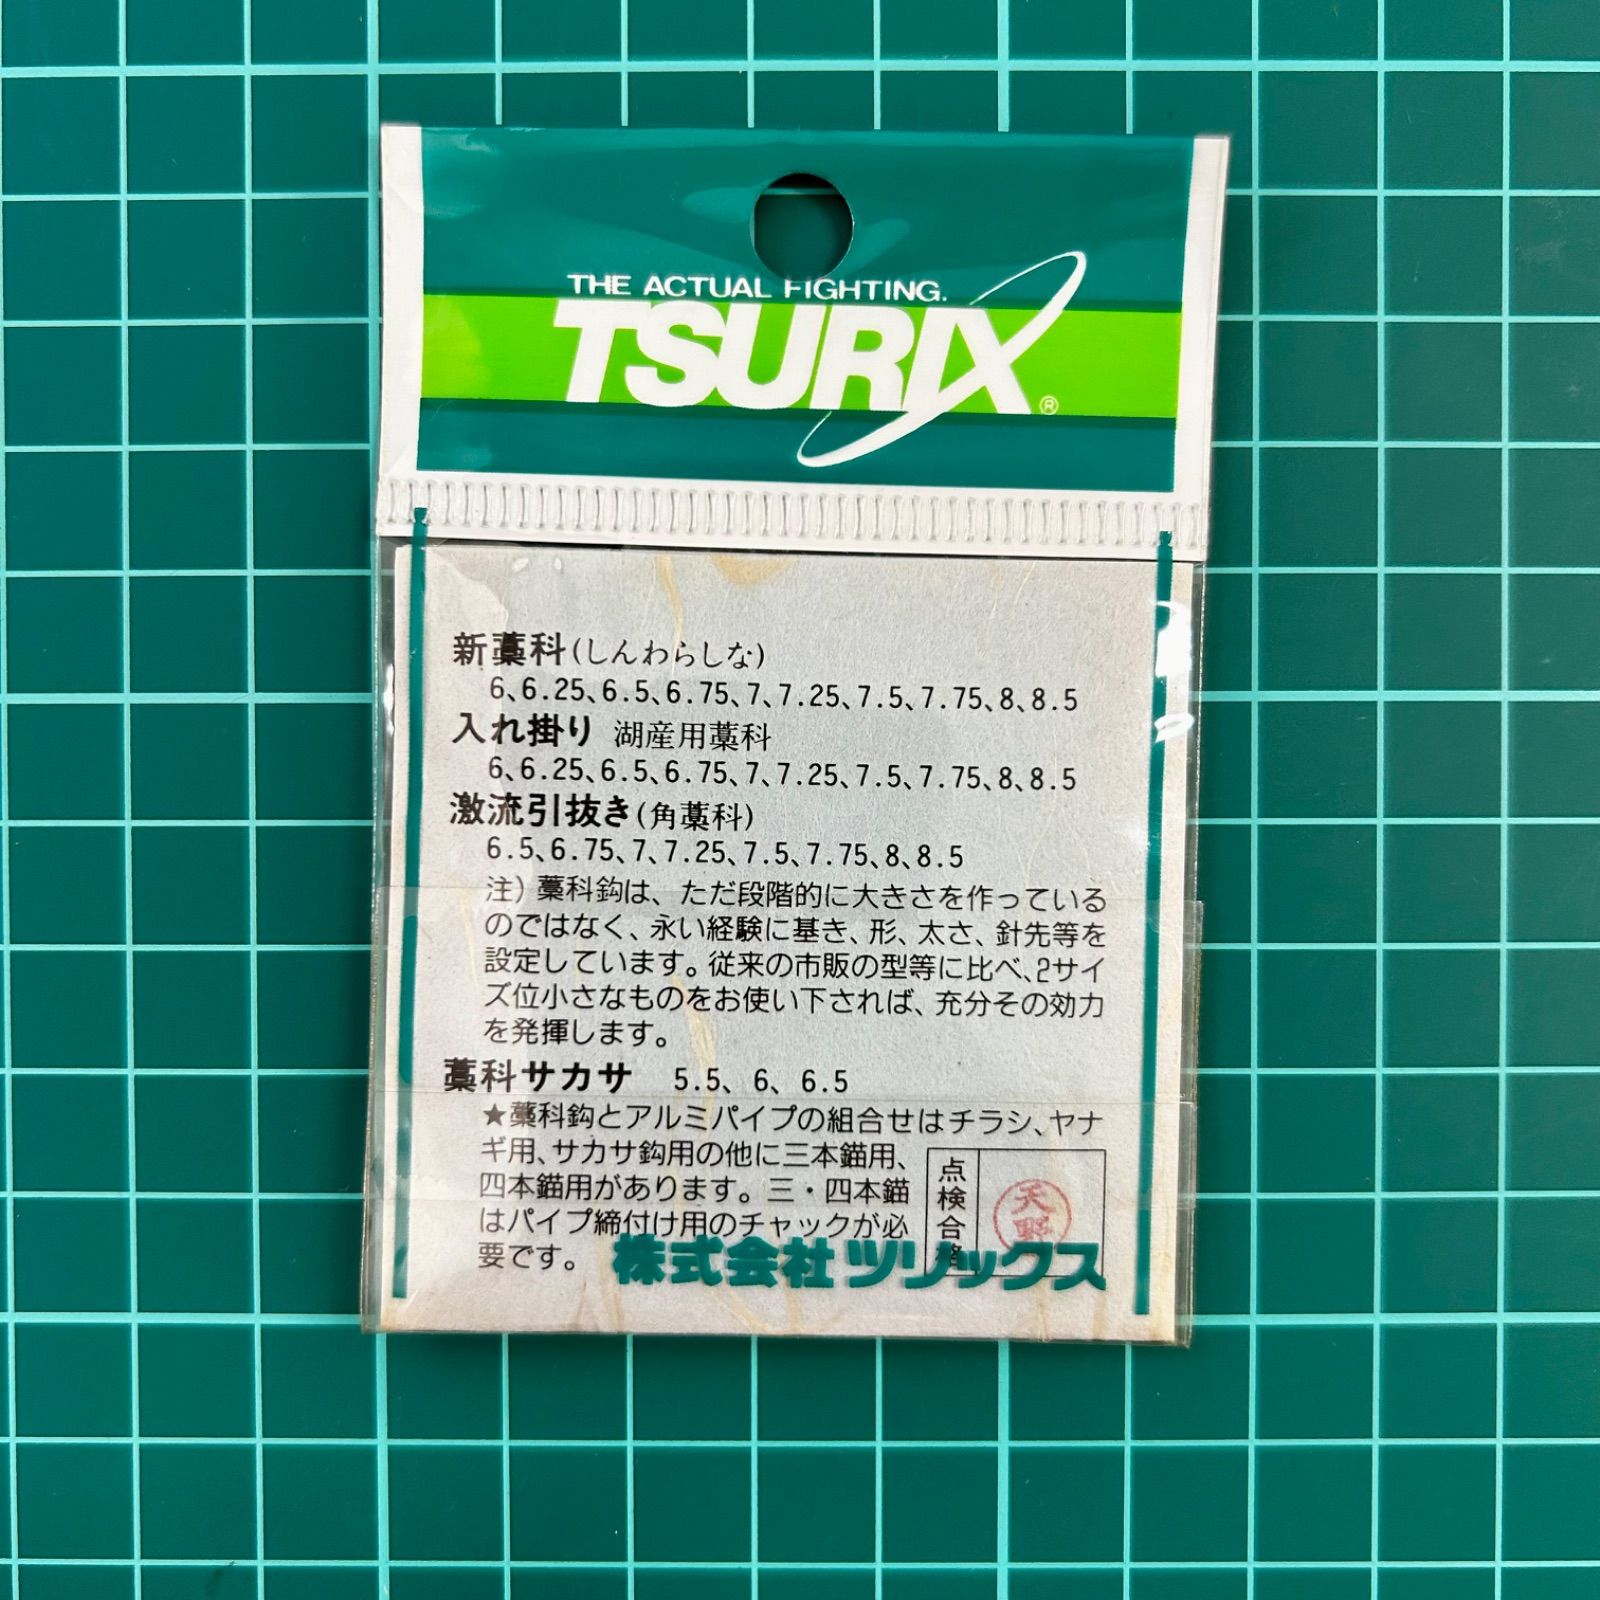 THE ACTUAL FIGHTING.
TSURIX®
新藁科(しんわらしな)
6、6.25、6.5、6.75、7、7.25、7.5、7.75、8、8.5
入れ掛り 湖産用藁科
6、6.25、6.5、6.75、7、7.25、7.5、7.75、8、8.5
激流引抜き(角藁科)
6.5、6.75、7、7.25、7.5、7.75、8、8.5
注)藁科鈎は、ただ段階的に大きさを作っている
のではなく、永い経験に基き、形、太さ、針先等を
設定しています。従来の市販の型等に比べ、2サイ
ズ位小さなものをお使い下されば、充分その効力
を発揮します。
藁科サカサ 5.5、6、6.5
★藁科鈎とアルミパイプの組合せはチラシ、ヤナ
ギ用、サカサ鈎用の他に三本錨用、
四本錨用があります。三・四本錨
はパイプ締付け用のチャックが必
要です。
点検合格
天野
株式会社ツリックス